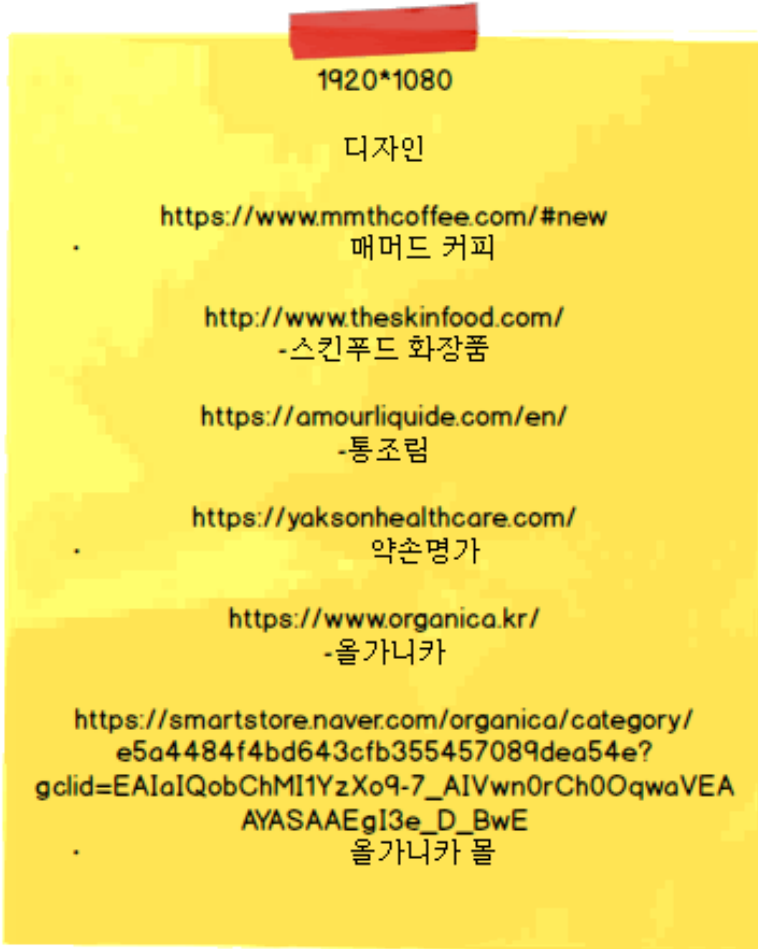 1920*1080
디자인
https://www.mmthcoffee.com/#new
· 매머드 커피
http://www.theskinfood.com/
-스킨푸드 화장품
https://amourliquide.com/en/
-통조림
https://yaksonhealthcare.com/
· 약손명가
https://www.organica.kr/
-올가니카
https://smartstore.naver.com/organica/category/
e5a4484f4bd643cfb355457089dea54e?
gclid=EAIaIQobChMI1YzXo9-7_AIVwn0rCh0OqwaVEA
AYASAAEgI3e_D_BwE
· 올가니카 몰